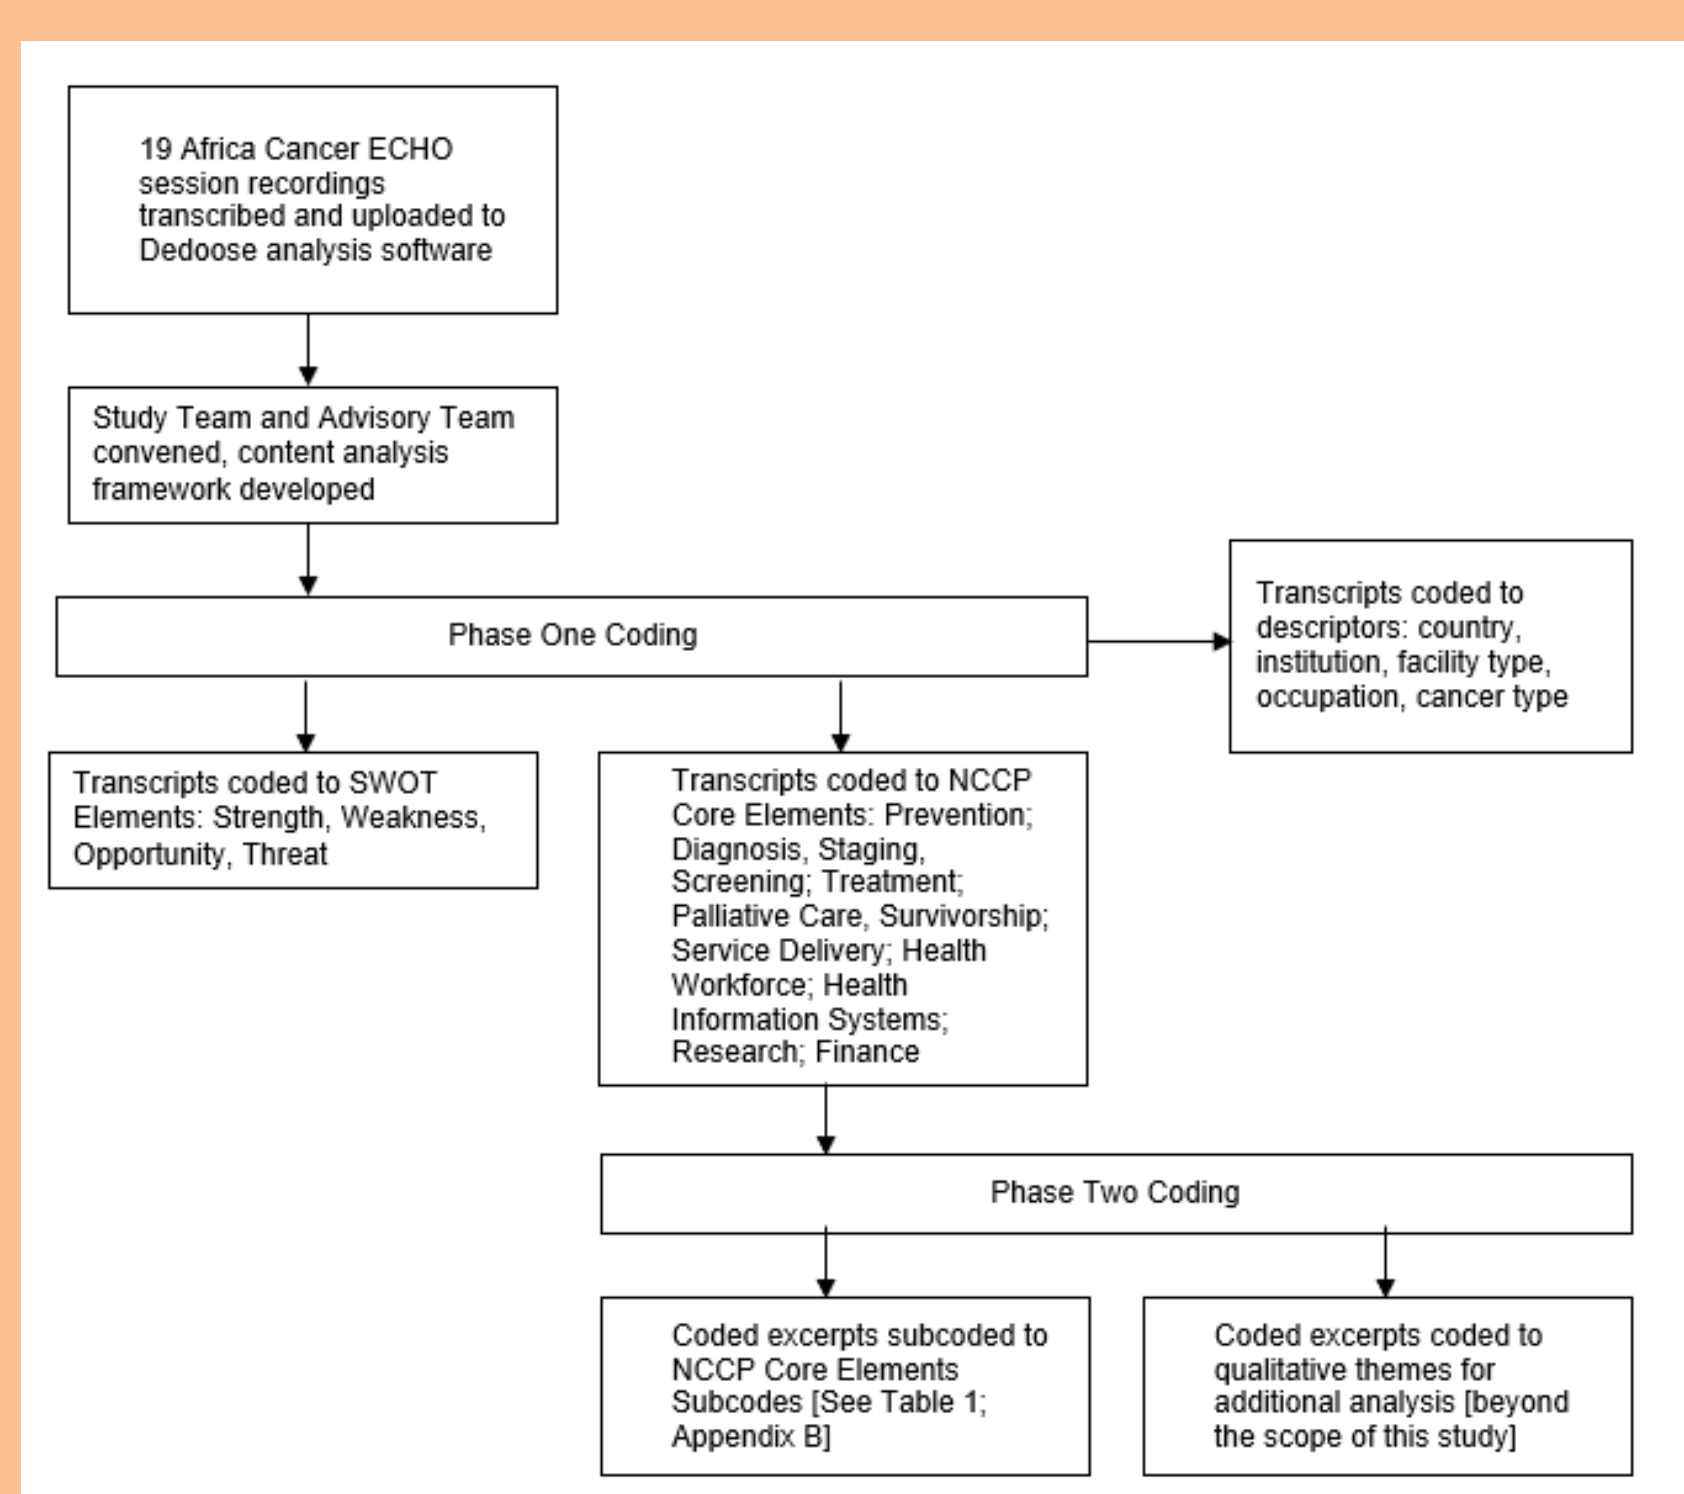 19 Africa Cancer ECHO
session recordings
transcribed and uploaded to
Dedoose analysis software
Study Team and Advisory Team
convened, content analysis
framework developed
Phase One Coding
Transcripts coded to
descriptors: country,
institution, facility type,
occupation, cancer type
Transcripts coded to SWOT
Elements: Strength, Weakness,
Opportunity, Threat
Transcripts coded to NCCP
Core Elements: Prevention;
Diagnosis, Staging,
Screening; Treatment;
Palliative Care, Survivorship;
Service Delivery; Health
Workforce; Health
Information Systems;
Research; Finance
Phase Two Coding
Coded excerpts subcoded to
NCCP Core Elements
Subcodes [See Table 1;
Appendix B]
Coded excerpts coded to
qualitative themes for
additional analysis [beyond
the scope of this study]